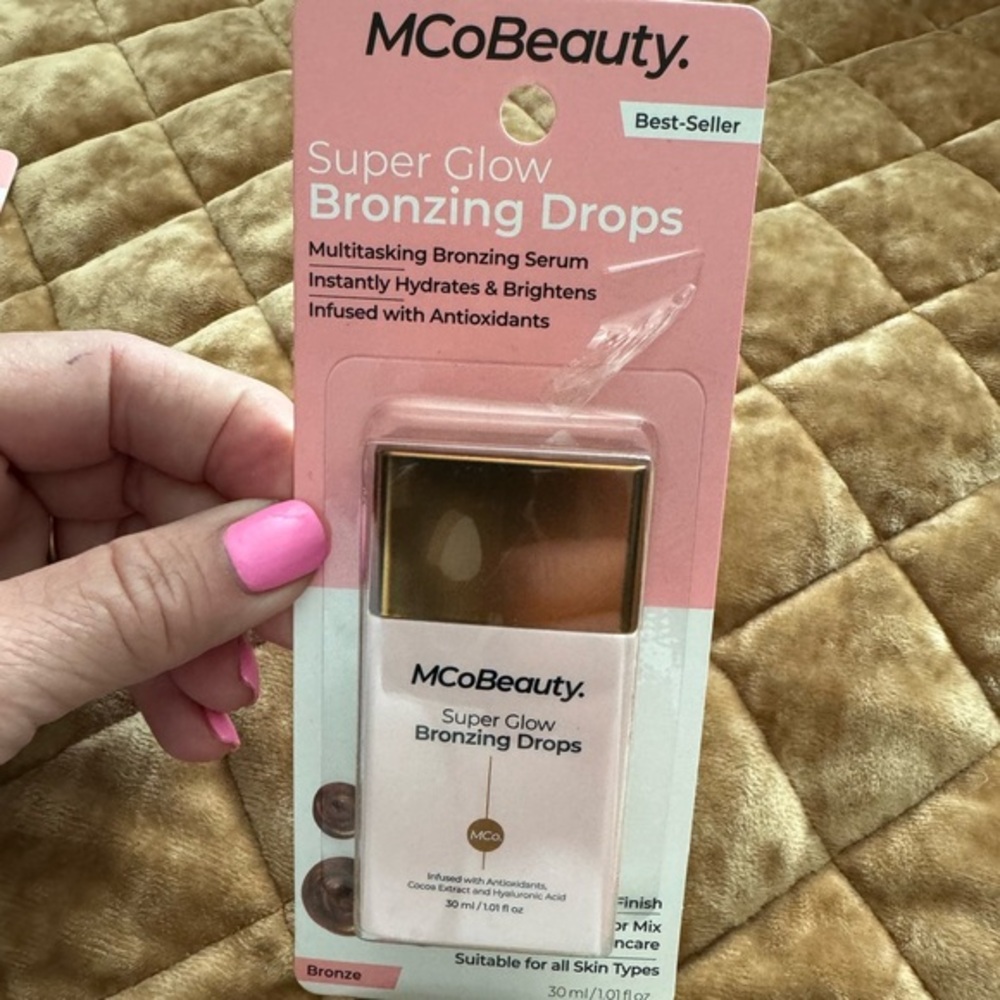 MCoBeauty.
Best-Seller
Super Glow
Bronzing Drops
Multitasking Bronzing Serum
Instantly Hydrates & Brightens
Infused with Antioxidants
MCoBeauty.
Super Glow
Bronzing Drops
MCo.
Infused with Antioxidants,
Cocoa Extract and Hyaluronic Acid
30 ml / 1.01 fl oz
Finish
or Mix
Suitable for all Skin Types
Bronze
30 ml / 1.01 fl oz